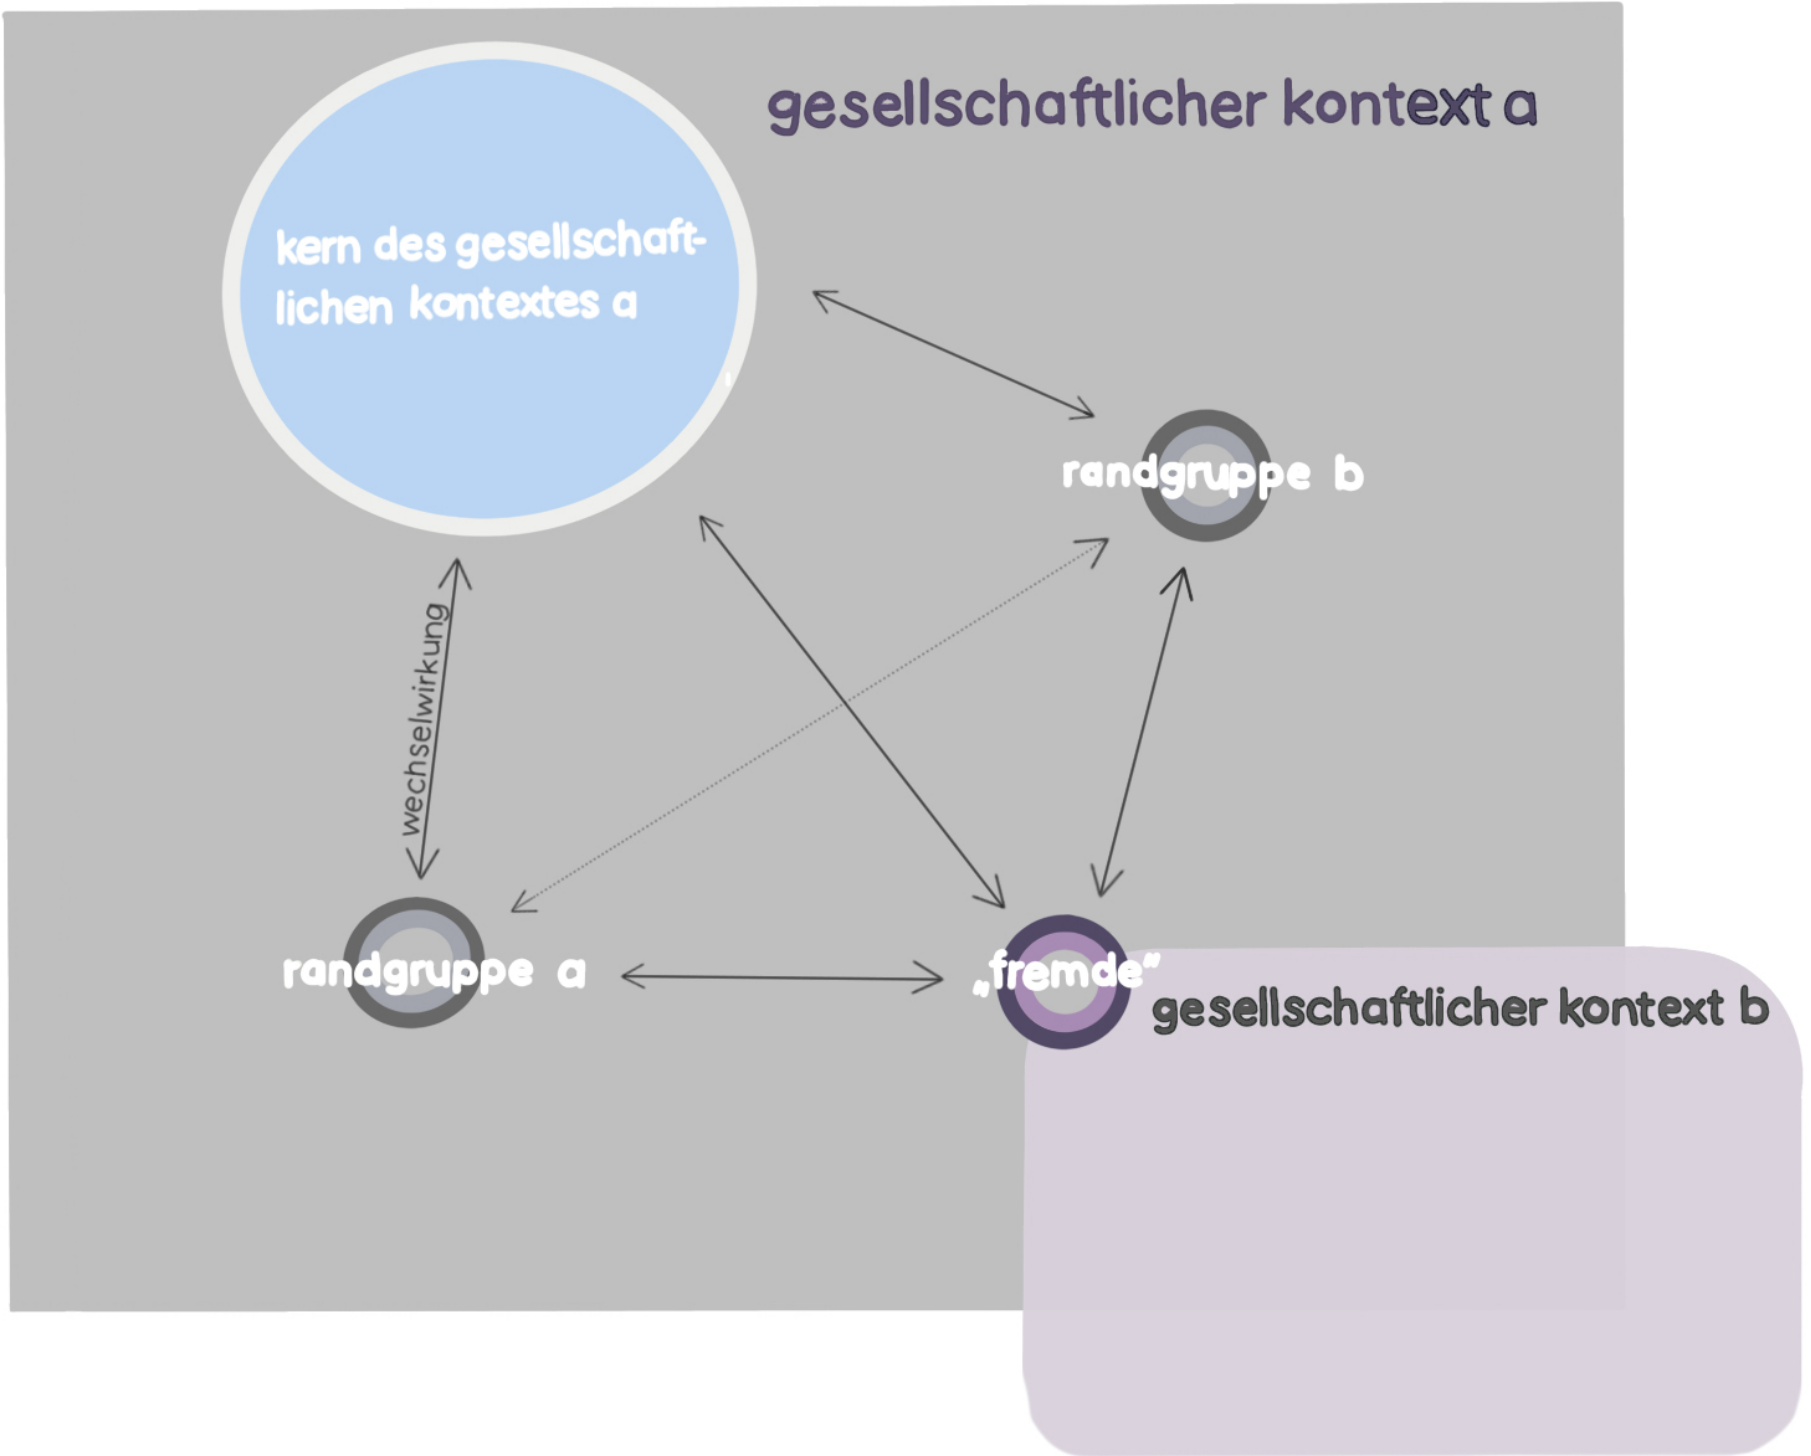 gesellschaftlicher kontext a
kern des gesellschaft-
lichen kontextes a
randgruppe b
wechselwirkung
randgruppe a
„fremde“
gesellschaftlicher kontext b